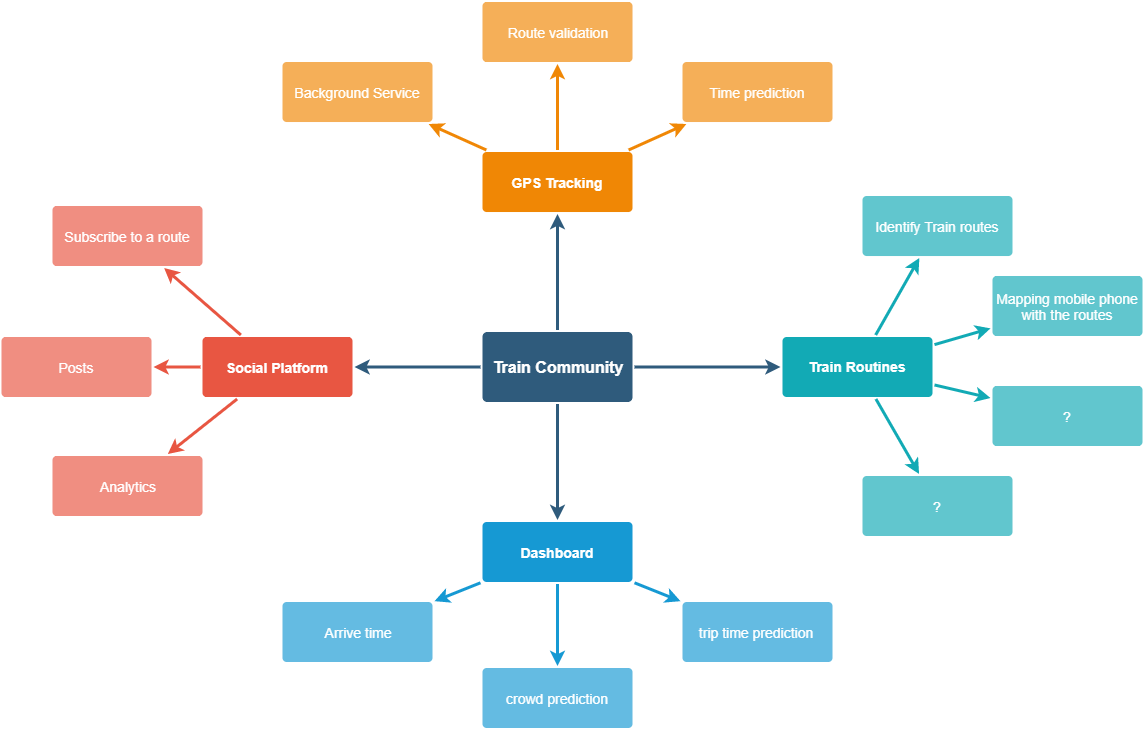 Route validation
Background Service
Time prediction
GPS Tracking
Subscribe to a route
Identify Train routes
Mapping mobile phone
with the routes
Posts
Social Platform
Train Community
Train Routines
?
Analytics
?
Dashboard
Arrive time
trip time prediction
crowd prediction